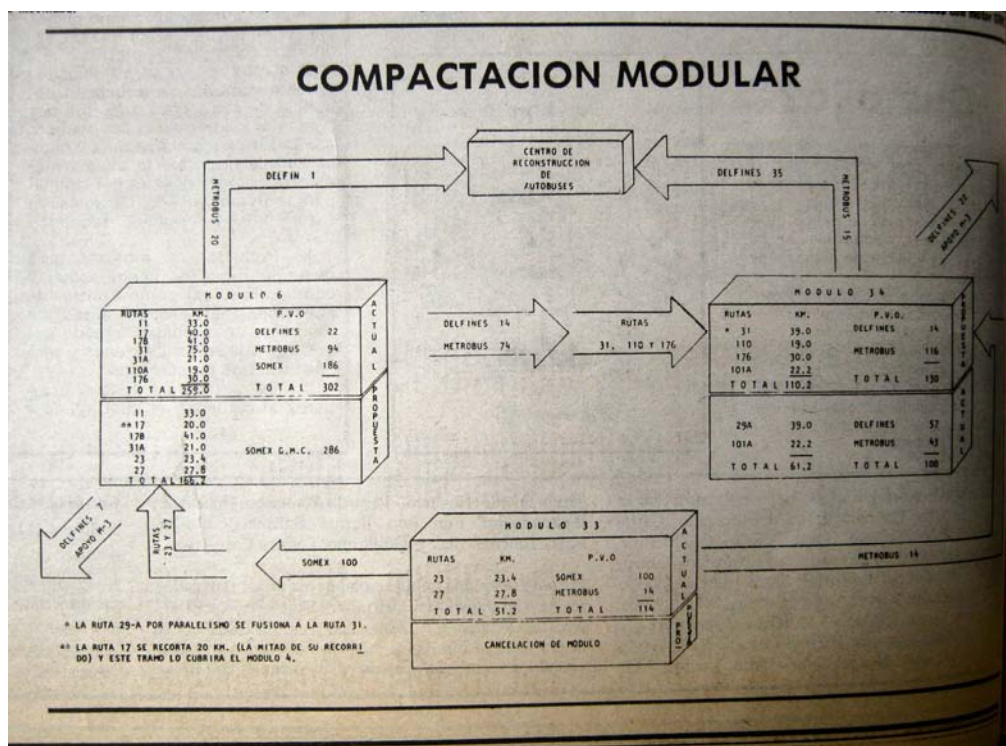 COMPACTACION MODULAR
CENTRO DE
RECONSTRUCCION
DE
AUTOBUSES
DELFIN 1
METROBUS 20
DELFINES 35
METROBUS 15
DELFINES 22
APOYO M-3
MODULO 6
ACTUAL
RUTAS KM. P.V.O
11 33.0
17 40.0 DELFINES 22
17B 41.0
31 75.0 METROBUS 94
31A 21.0
110A 19.0 SOMEX 186
176 30.0
TOTAL 259.0 TOTAL 302
PROPUESTA
11 33.0
**17 20.0
17B 41.0
31A 21.0 SOMEX G.M.C. 286
23 23.4
27 27.8
TOTAL 166.2
DELFINES 14
METROBUS 74
RUTAS
31, 110 Y 176
MODULO 34
PROPUESTA
RUTAS KM. P.V.O.
* 31 39.0 DELFINES 14
110 19.0
176 30.0 METROBUS 116
101A 22.2
TOTAL 110.2 TOTAL 130
ACTUAL
29A 39.0 DELFINES 57
101A 22.2 METROBUS 43
TOTAL 61.2 TOTAL 100
DELFINES 7
APOYO M-3
RUTAS
23 Y 27
SOMEX 100
METROBUS 14
MODULO 33
ACTUAL
RUTAS KM. P.V.O
23 23.4 SOMEX 100
27 27.8 METROBUS 14
TOTAL 51.2 TOTAL 114
CANCELACION DE MODULO
* LA RUTA 29-A POR PARALELISMO SE FUSIONA A LA RUTA 31.
** LA RUTA 17 SE RECORTA 20 KM. (LA MITAD DE SU RECORRI
DO) Y ESTE TRAMO LO CUBRIRA EL MODULO 4.